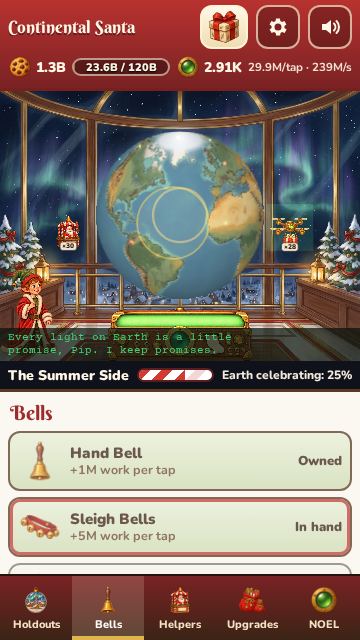 Continental Santa
1.3B
23.6B / 120B
2.91K
29.9M/tap · 239M/s
×30
×28
Every light on Earth is a little
promise, Pip. I keep promises.
The Summer Side
Earth celebrating: 25%
Bells
Hand Bell
+1M work per tap
Owned
Sleigh Bells
+5M work per tap
In hand
Holdouts
Bells
Helpers
Upgrades
NOEL